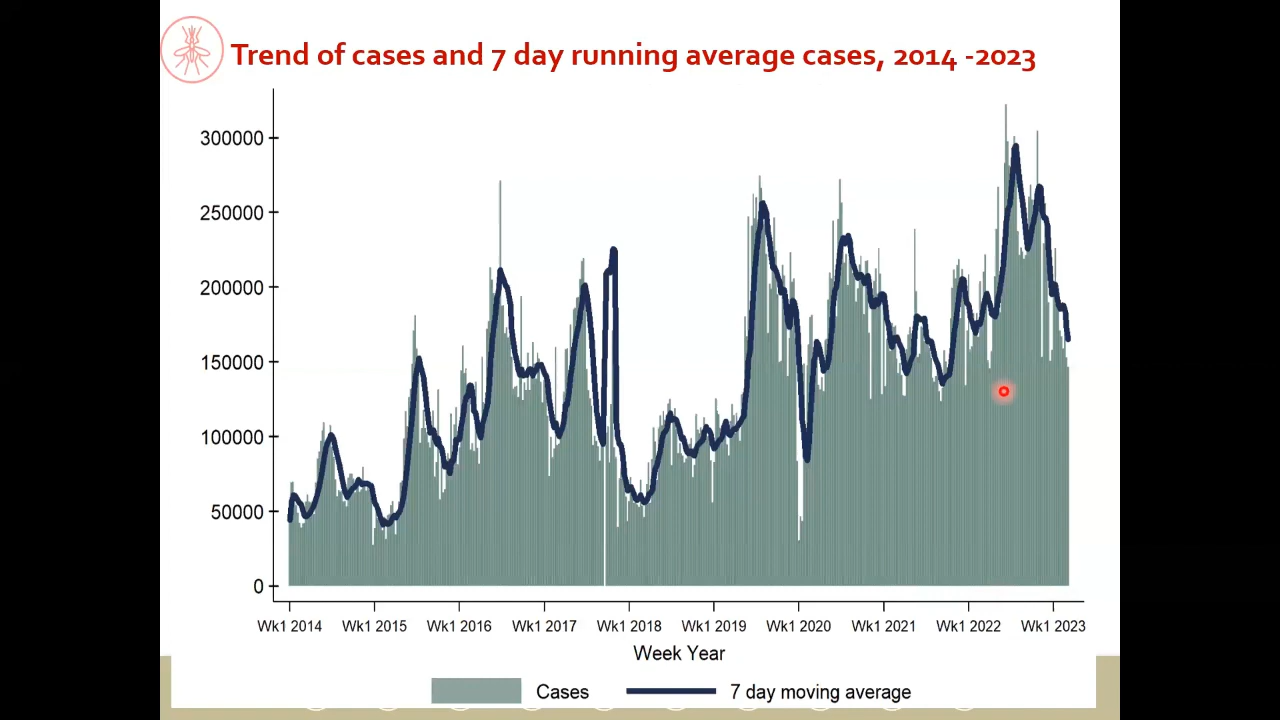 Trend of cases and 7 day running average cases, 2014 -2023
300000
250000
200000
150000
100000
50000
0
Wk1 2014 Wk1 2015 Wk1 2016 Wk1 2017 Wk1 2018 Wk1 2019 Wk1 2020 Wk1 2021 Wk1 2022 Wk1 2023
Week Year
Cases 7 day moving average